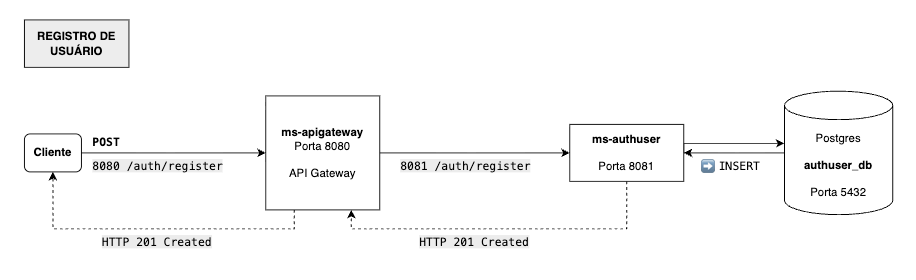 REGISTRO DE
USUÁRIO
Cliente
POST
8080 /auth/register
ms-apigateway
Porta 8080
API Gateway
8081 /auth/register
ms-authuser
Porta 8081
INSERT
Postgres
authuser_db
Porta 5432
HTTP 201 Created
HTTP 201 Created